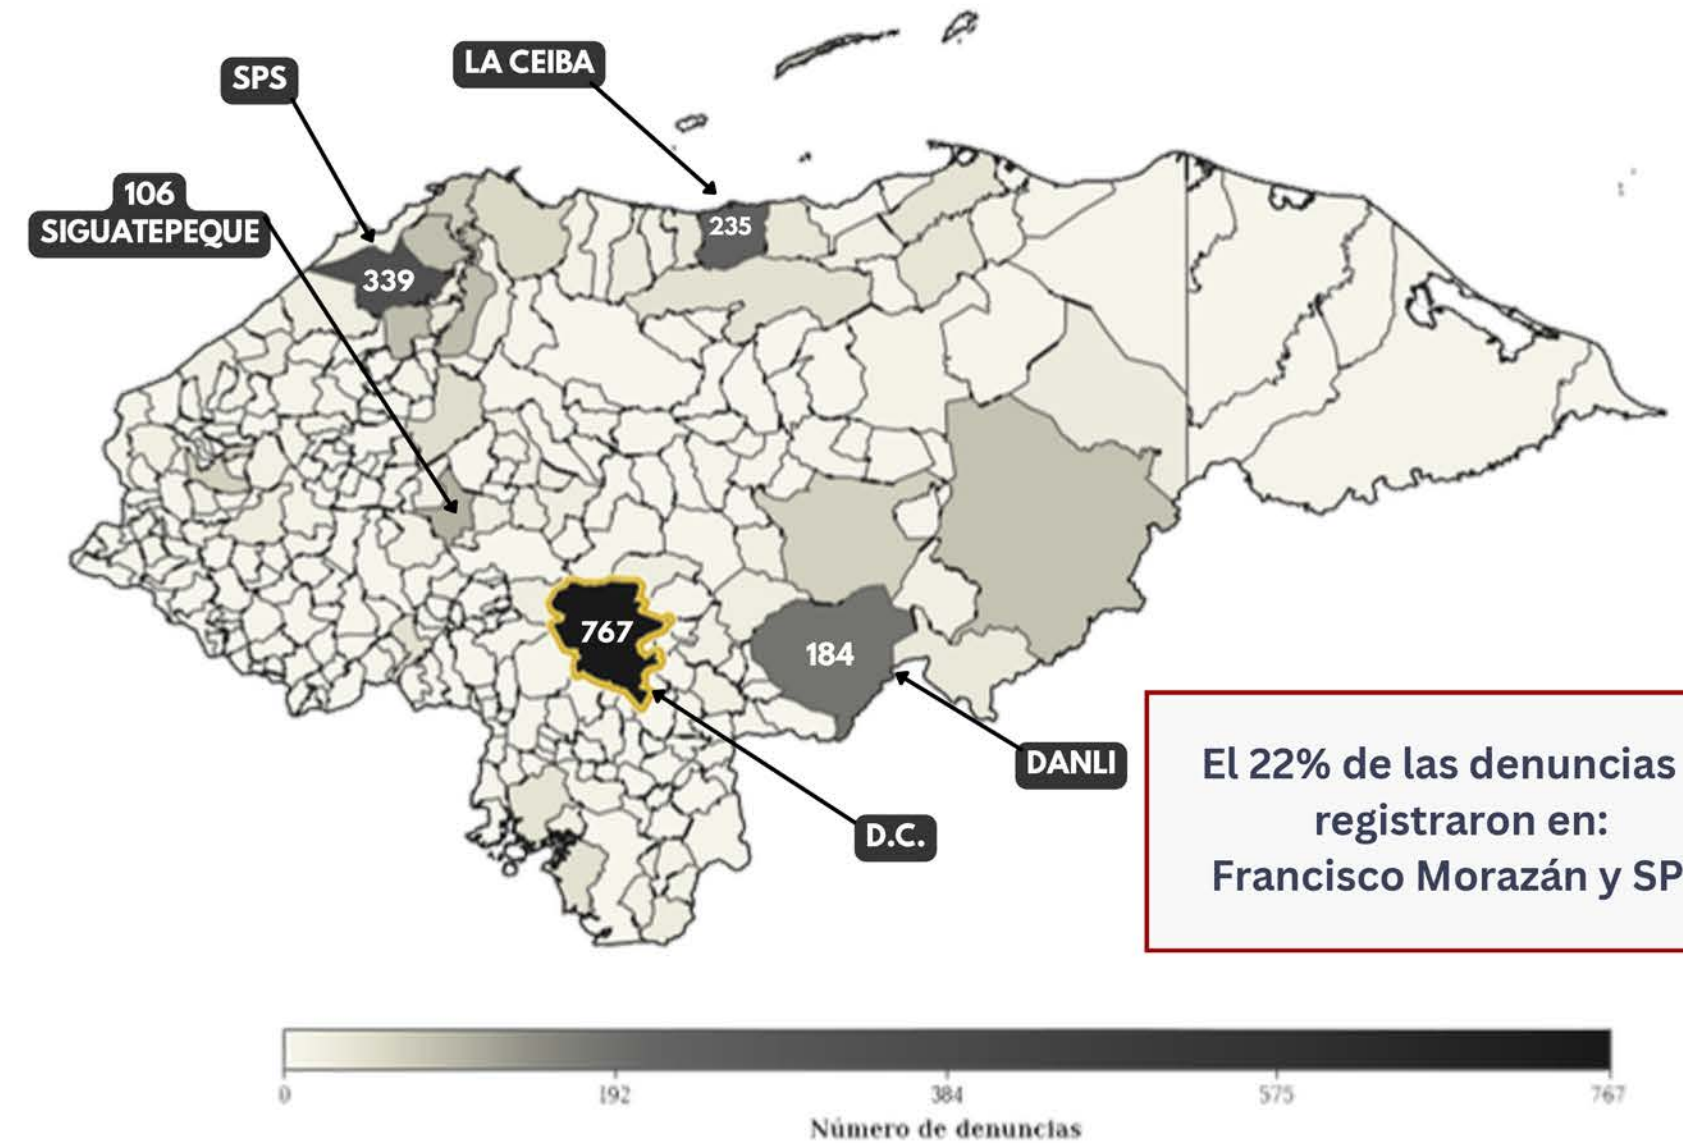 SPS
LA CEIBA
106
SIGUATEPEQUE
235
339
767
184
DANLI
D.C.
El 22% de las denuncias
registraron en:
Francisco Morazán y SP
0
192
384
575
767
Número de denuncias